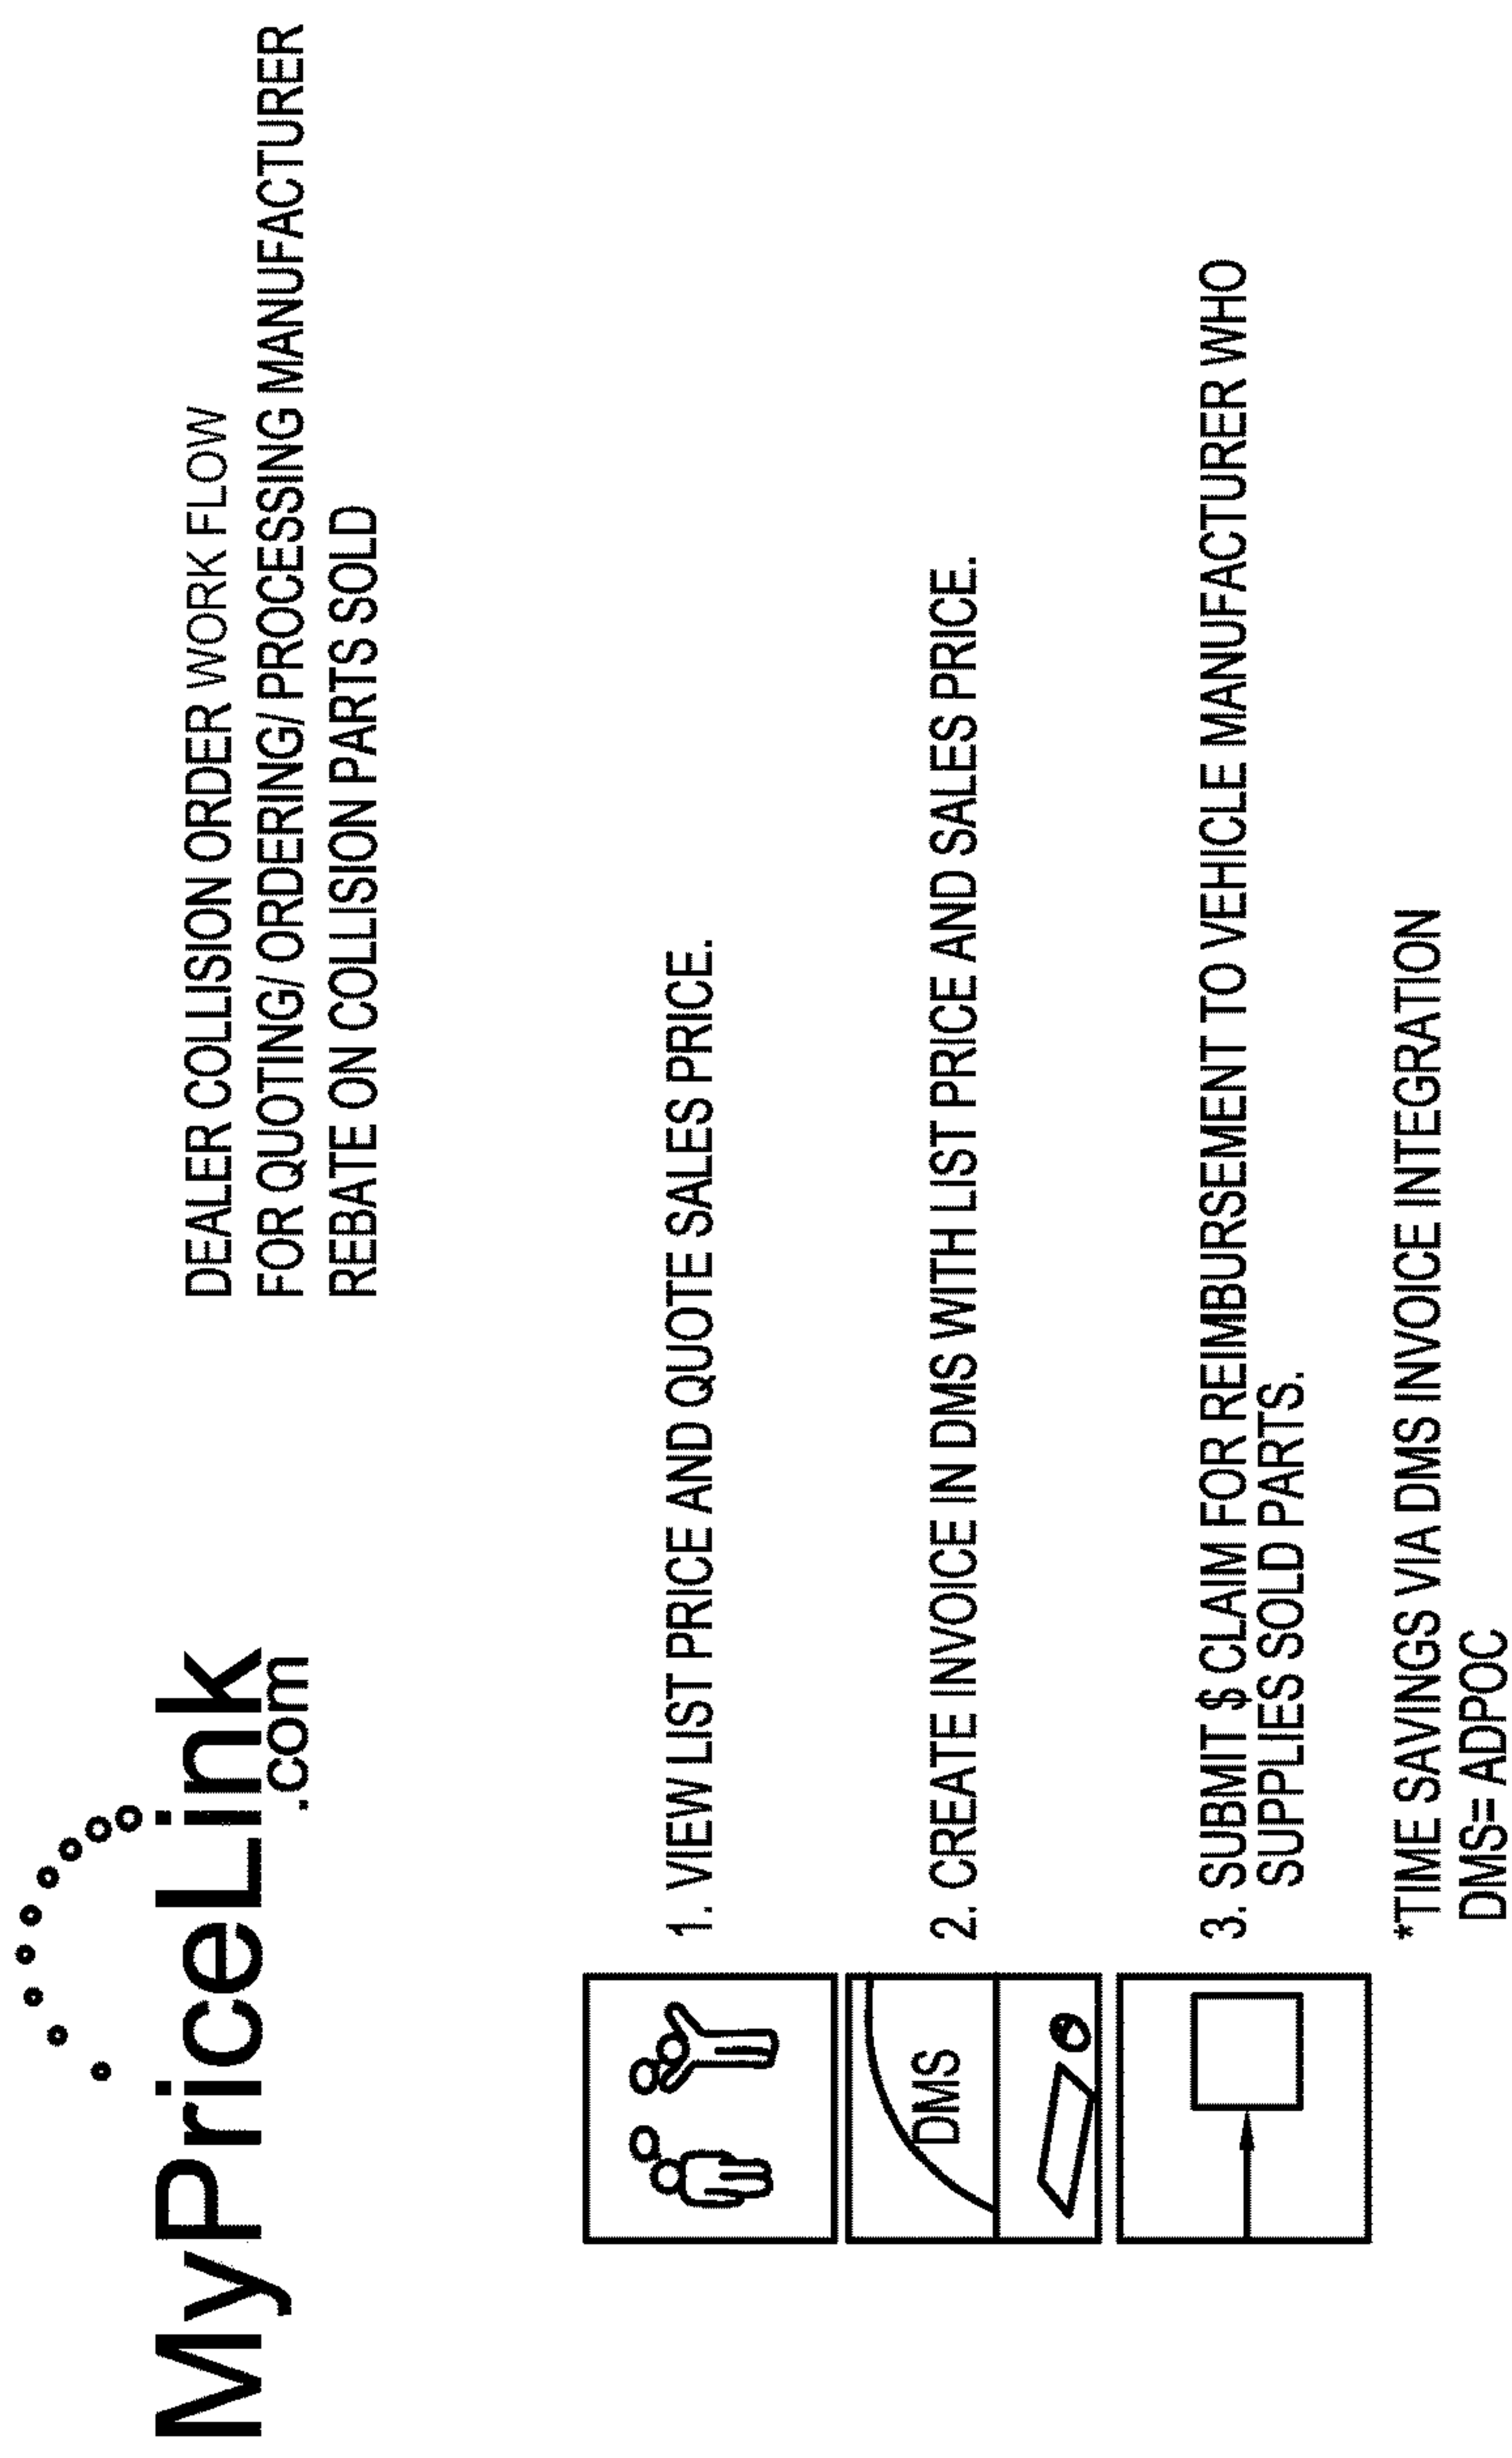 MyPriceLink
.com
DEALER COLLISION ORDER WORK FLOW
FOR QUOTING/ ORDERING/ PROCESSING MANUFACTURER
REBATE ON COLLISION PARTS SOLD
1. VIEW LIST PRICE AND QUOTE SALES PRICE.
DMS
2. CREATE INVOICE IN DMS WITH LIST PRICE AND SALES PRICE.
3. SUBMIT $ CLAIM FOR REIMBURSEMENT TO VEHICLE MANUFACTURER WHO
SUPPLIES SOLD PARTS.
*TIME SAVINGS VIA DMS INVOICE INTEGRATION
DMS= ADPOC